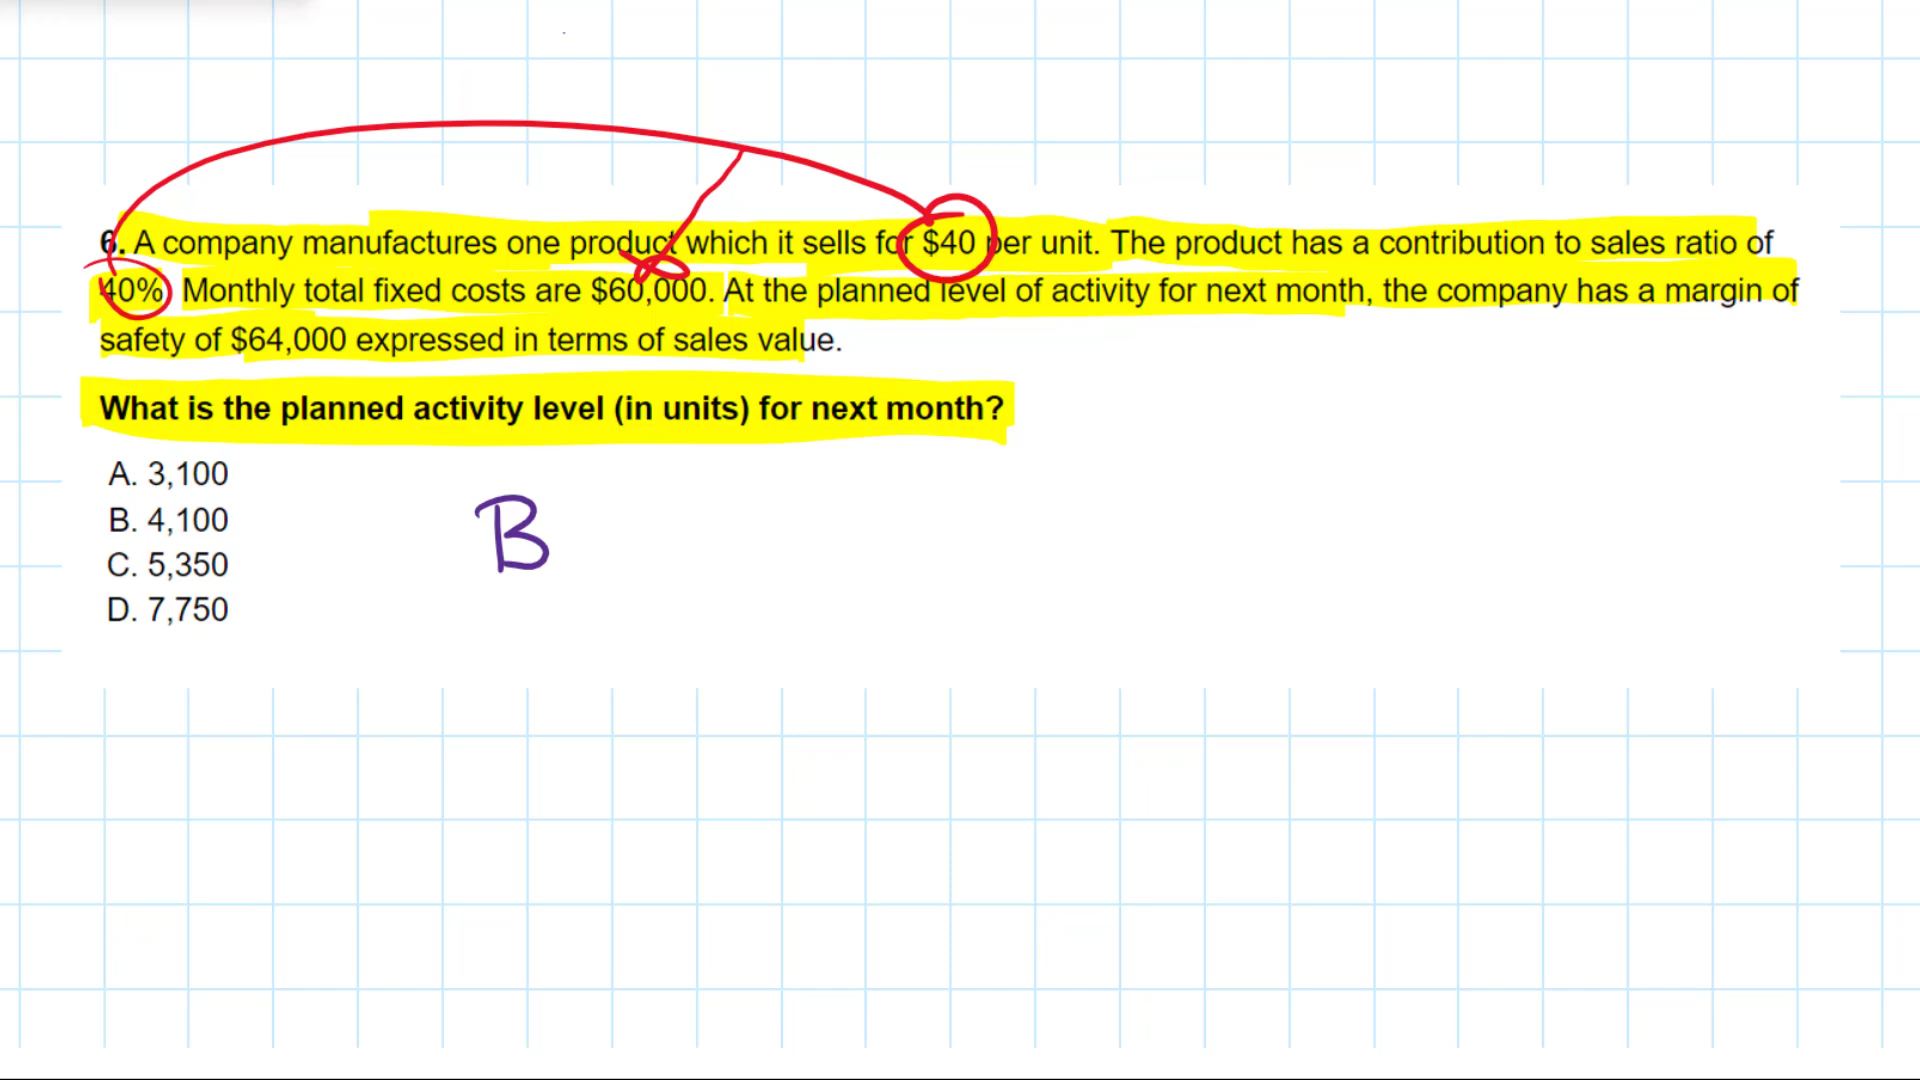 6. A company manufactures one product which it sells for $40 per unit. The product has a contribution to sales ratio of
40%. Monthly total fixed costs are $60,000. At the planned level of activity for next month, the company has a margin of
safety of $64,000 expressed in terms of sales value.
What is the planned activity level (in units) for next month?
A. 3,100
B. 4,100
B
C. 5,350
D. 7,750